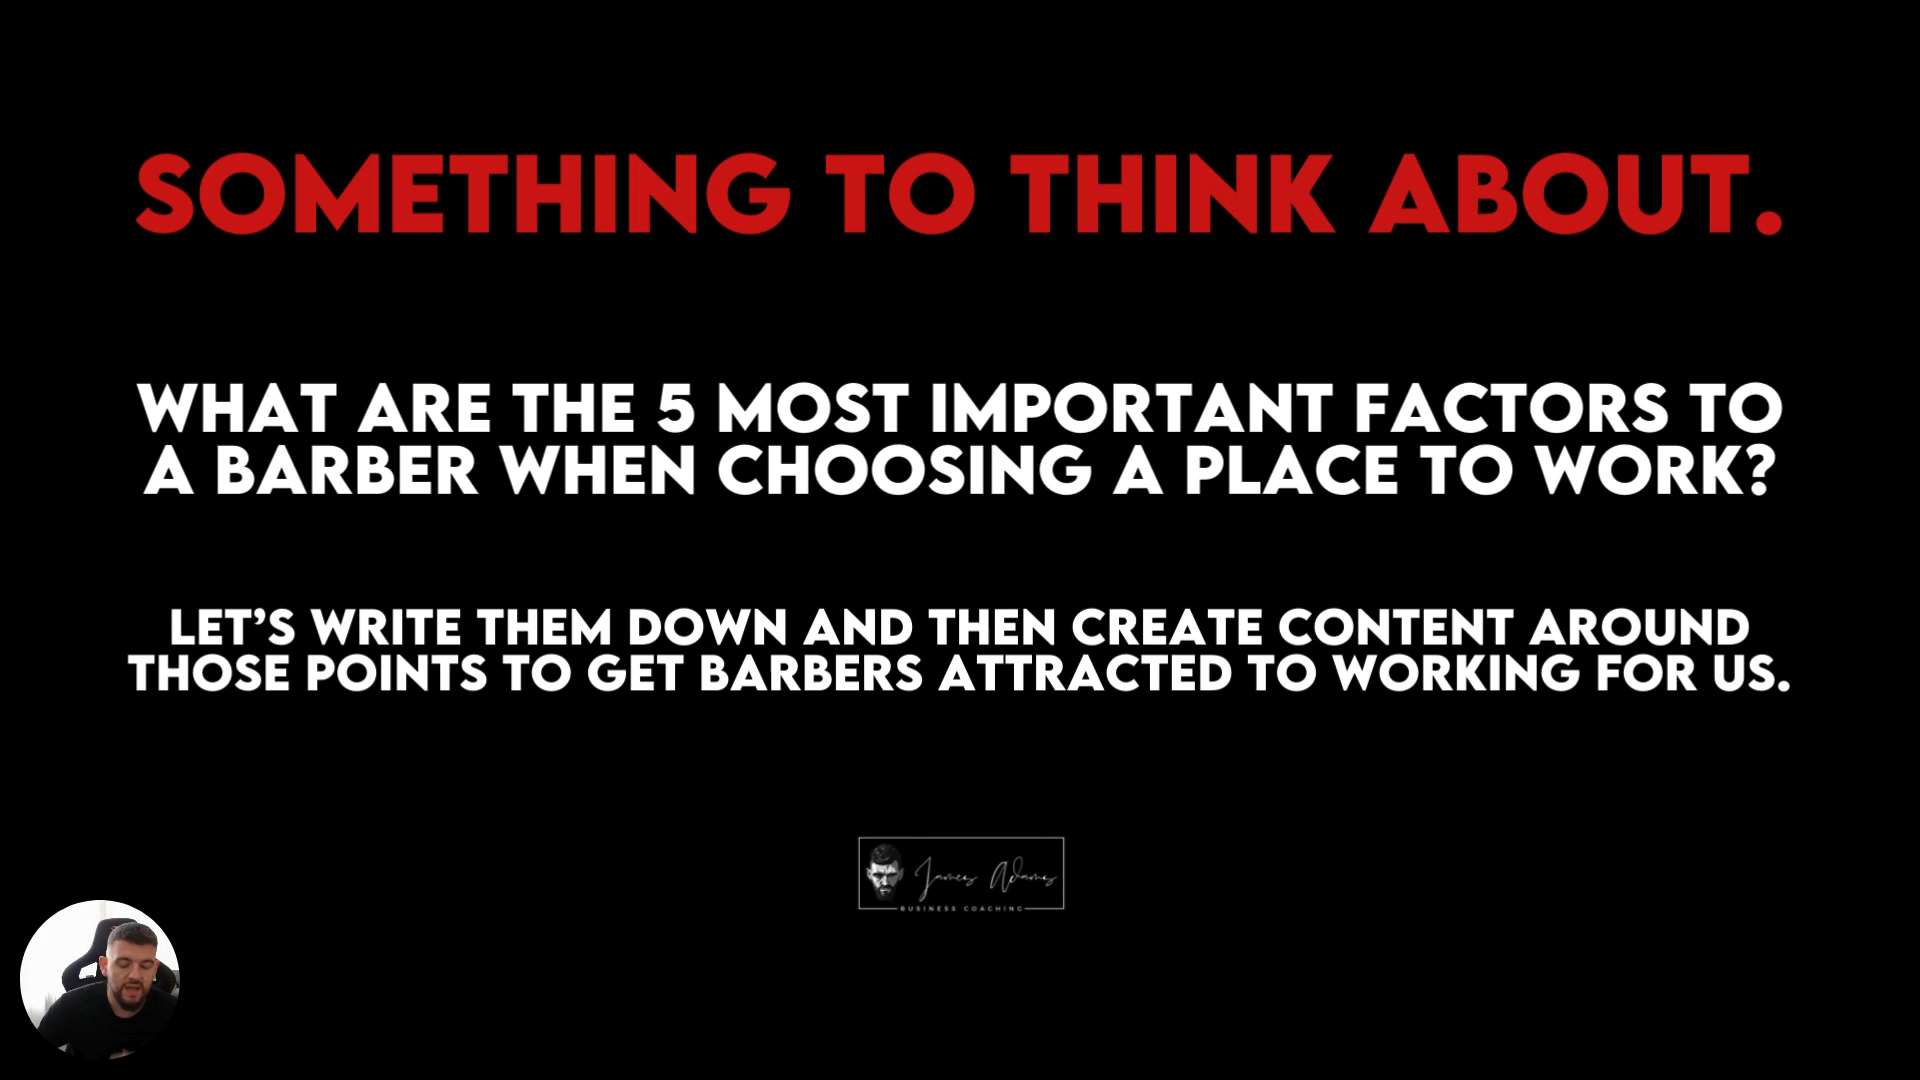 SOMETHING TO THINK ABOUT.
WHAT ARE THE 5 MOST IMPORTANT FACTORS TO
A BARBER WHEN CHOOSING A PLACE TO WORK?
LET’S WRITE THEM DOWN AND THEN CREATE CONTENT AROUND
THOSE POINTS TO GET BARBERS ATTRACTED TO WORKING FOR US.
James Adams
BUSINESS COACHING